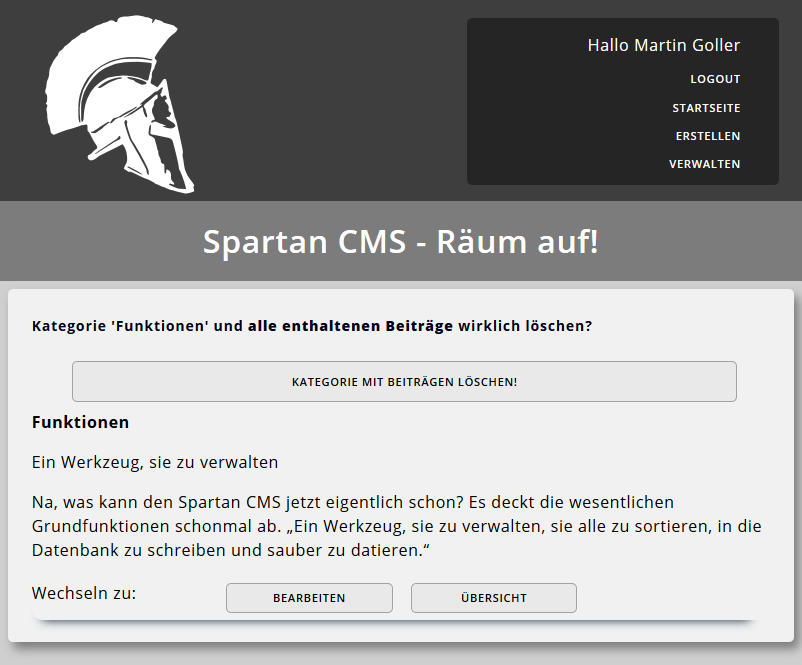 Hallo Martin Goller
LOGOUT
STARTSEITE
ERSTELLEN
VERWALTEN
Spartan CMS - Räum auf!
Kategorie 'Funktionen' und alle enthaltenen Beiträge wirklich löschen?
KATEGORIE MIT BEITRÄGEN LÖSCHEN!
Funktionen
Ein Werkzeug, sie zu verwalten
Na, was kann den Spartan CMS jetzt eigentlich schon? Es deckt die wesentlichen
Grundfunktionen schonmal ab. „Ein Werkzeug, sie zu verwalten, sie alle zu sortieren, in die
Datenbank zu schreiben und sauber zu datieren.“
Wechseln zu: BEARBEITEN ÜBERSICHT